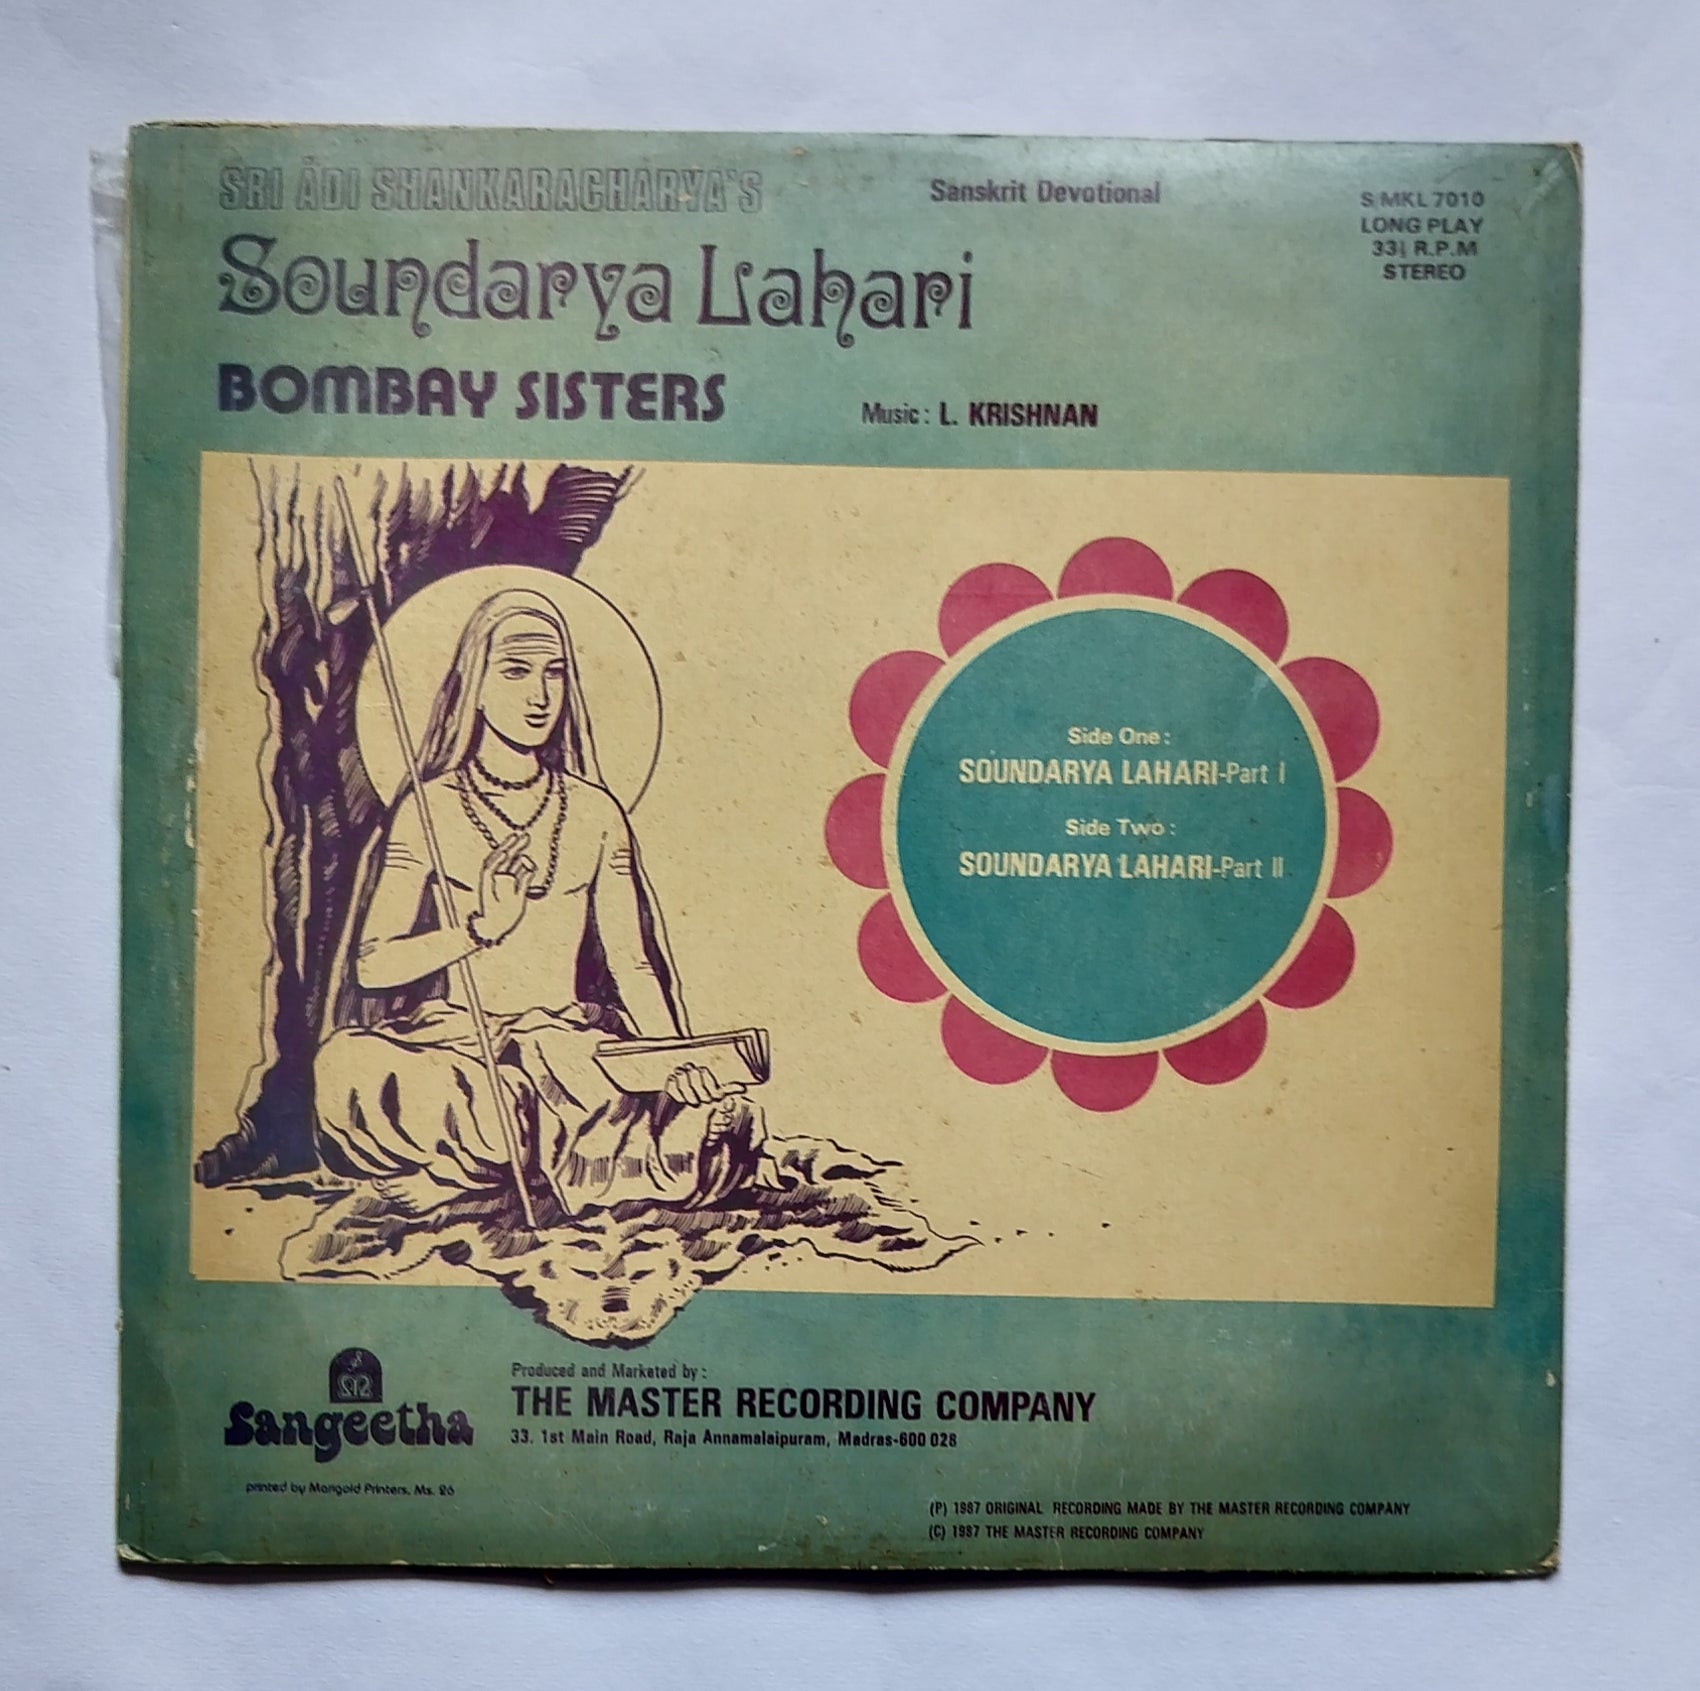 SRI ADI SHANKARACHARYA'S
Soundarya Lahari
BOMBAY SISTERS
Sanskrit Devotional
Music : L. KRISHNAN
S/MKL 7010
LONG PLAY
33⅓ R.P.M
STEREO
Side One :
SOUNDARYA LAHARI-Part I
Side Two :
SOUNDARYA LAHARI-Part II
Sangeetha
printed by Marigold Printers, Ms. 26
Produced and Marketed by :
THE MASTER RECORDING COMPANY
33, 1st Main Road, Raja Annamalaipuram, Madras-600 028
(P) 1987 ORIGINAL RECORDING MADE BY THE MASTER RECORDING COMPANY
(C) 1987 THE MASTER RECORDING COMPANY